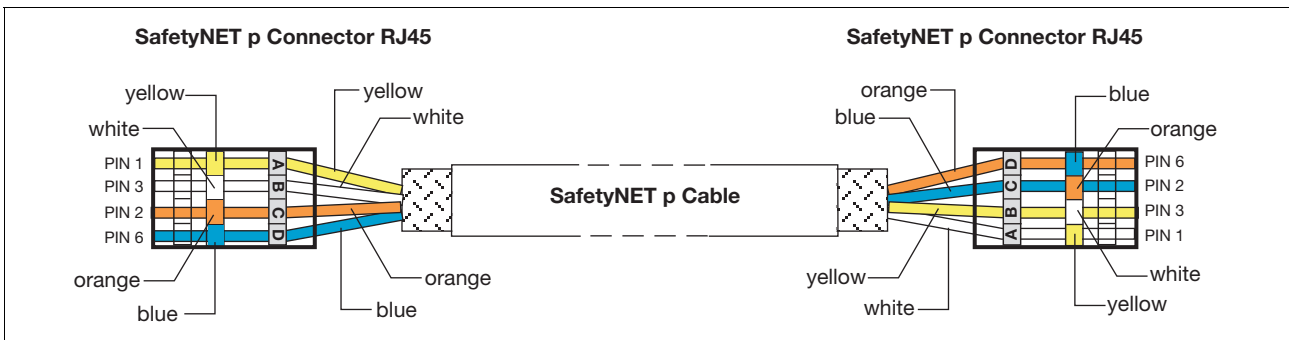 SafetyNET p Connector RJ45
SafetyNET p Connector RJ45
yellow
yellow
white
white
orange
blue
blue
orange
PIN 1
PIN 3
PIN 2
PIN 6
A
B
C
D
SafetyNET p Cable
D
C
B
A
PIN 6
PIN 2
PIN 3
PIN 1
orange
blue
orange
blue
yellow
white
white
yellow